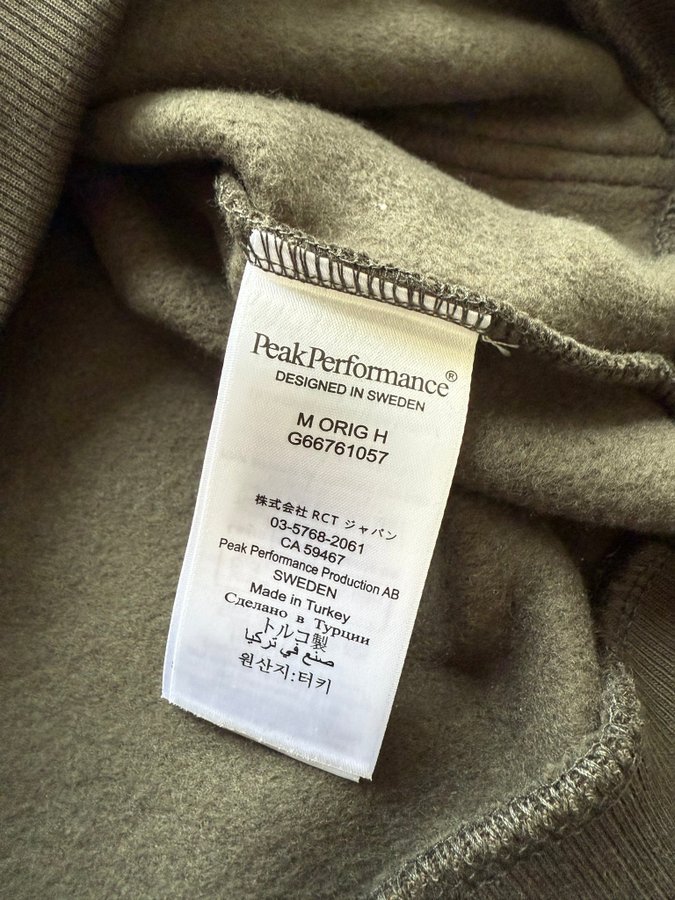 PeakPerformance®
DESIGNED IN SWEDEN
M ORIG H
G66761057
株式会社 RCT ジャパン
03-5768-2061
CA 59467
Peak Performance Production AB
SWEDEN
Made in Turkey
Сделано в Турции
トルコ製
صنع في تركيا
원산지:터키